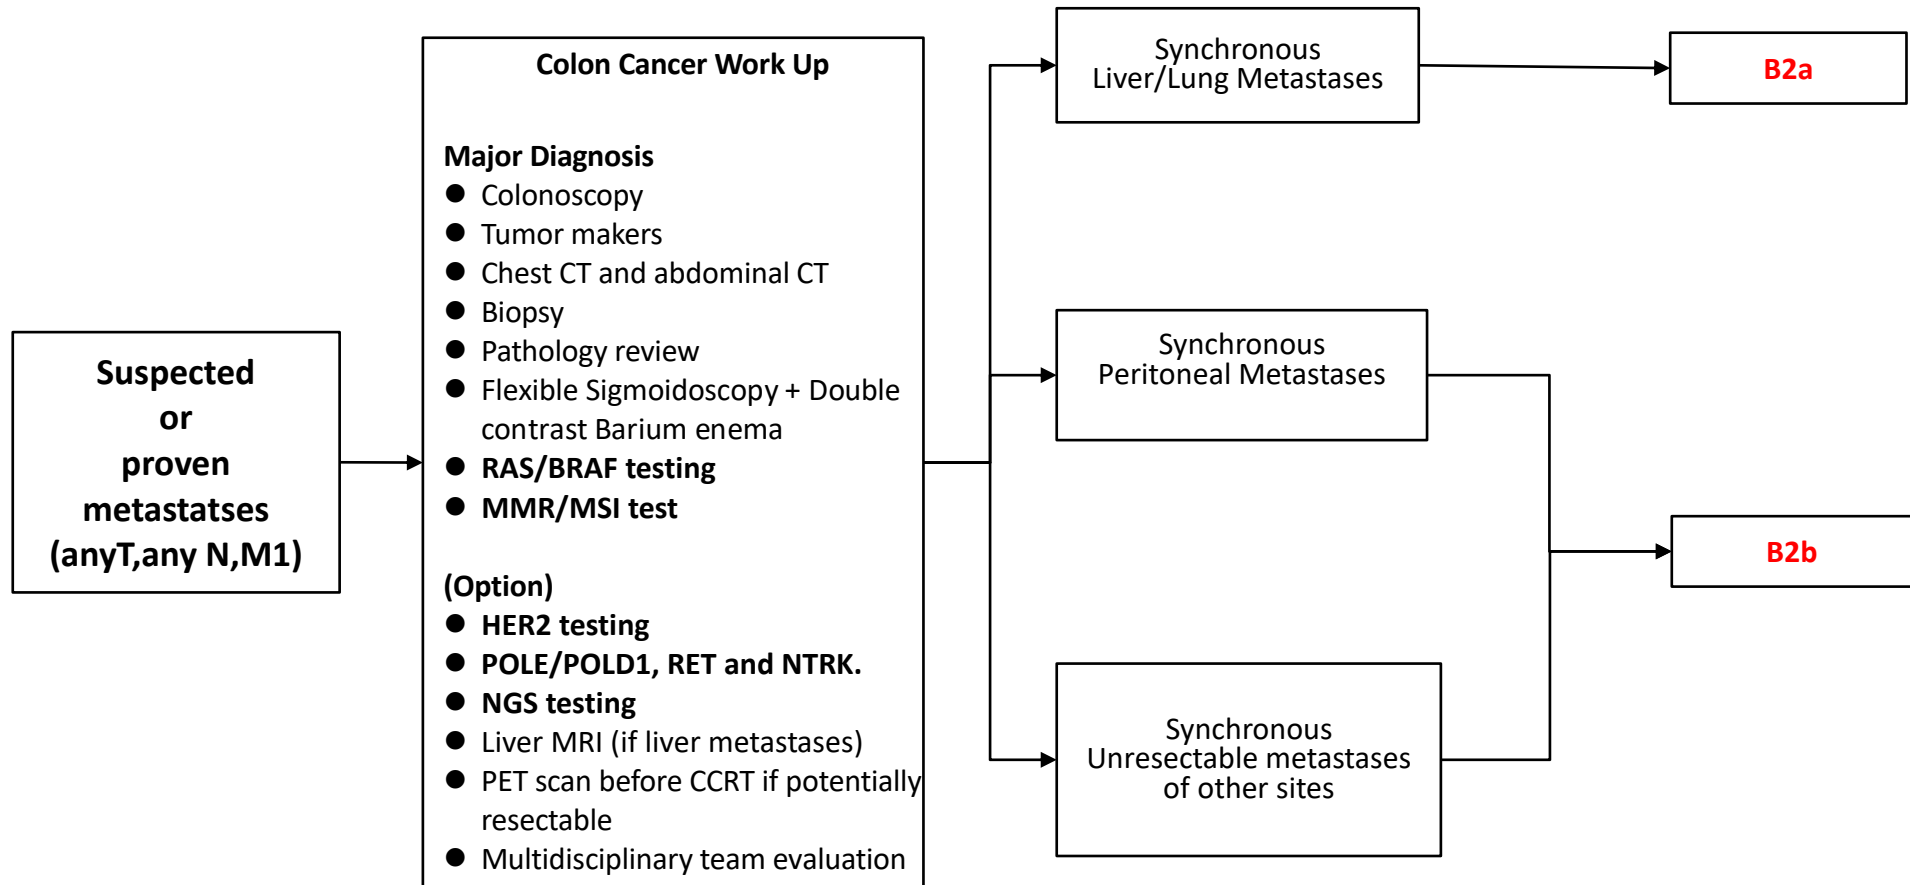 Suspected
or
proven
metastatses
(anyT,any N,M1)
Colon Cancer Work Up
Major Diagnosis
● Colonoscopy
● Tumor makers
● Chest CT and abdominal CT
● Biopsy
● Pathology review
● Flexible Sigmoidoscopy + Double
contrast Barium enema
● RAS/BRAF testing
● MMR/MSI test
(Option)
● HER2 testing
● POLE/POLD1, RET and NTRK.
● NGS testing
● Liver MRI (if liver metastases)
● PET scan before CCRT if potentially
resectable
● Multidisciplinary team evaluation
Synchronous
Liver/Lung Metastases
B2a
Synchronous
Peritoneal Metastases
Synchronous
Unresectable metastases
of other sites
B2b